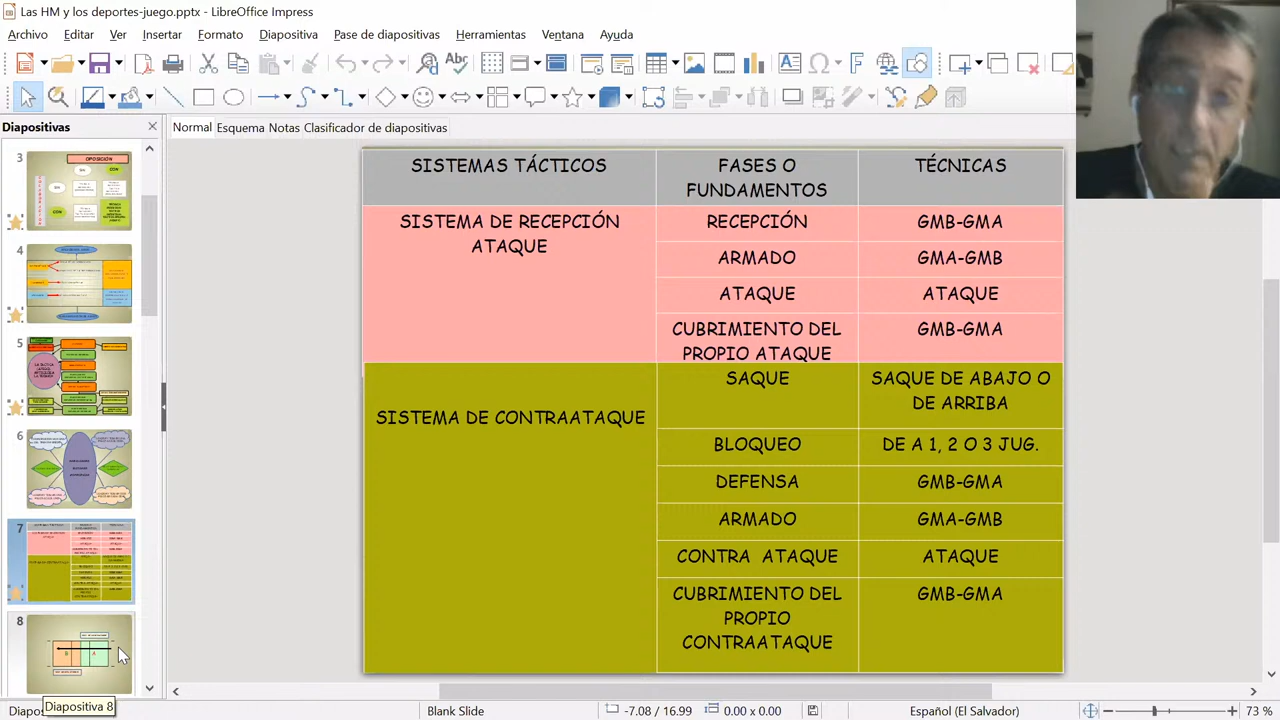 Las HM y los deportes-juego.pptx - LibreOffice Impress
Archivo Editar Ver Insertar Formato Diapositiva Pase de diapositivas Herramientas Ventana Ayuda
Diapositivas
Normal Esquema Notas Clasificador de diapositivas
3
OPOSICIÓN
SIN
CON
SIN
CON
4
5
6
7
8
Diapositiva 8
SISTEMAS TÁCTICOS
FASES O
FUNDAMENTOS
TÉCNICAS
SISTEMA DE RECEPCIÓN
ATAQUE
RECEPCIÓN
GMB-GMA
ARMADO
GMA-GMB
ATAQUE
ATAQUE
CUBRIMIENTO DEL
PROPIO ATAQUE
GMB-GMA
SISTEMA DE CONTRAATAQUE
SAQUE
SAQUE DE ABAJO O
DE ARRIBA
BLOQUEO
DE A 1, 2 O 3 JUG.
DEFENSA
GMB-GMA
ARMADO
GMA-GMB
CONTRA ATAQUE
ATAQUE
CUBRIMIENTO DEL
PROPIO
CONTRAATAQUE
GMB-GMA
Blank Slide
-7.08 / 16.99
0.00 x 0.00
Español (El Salvador)
73 %